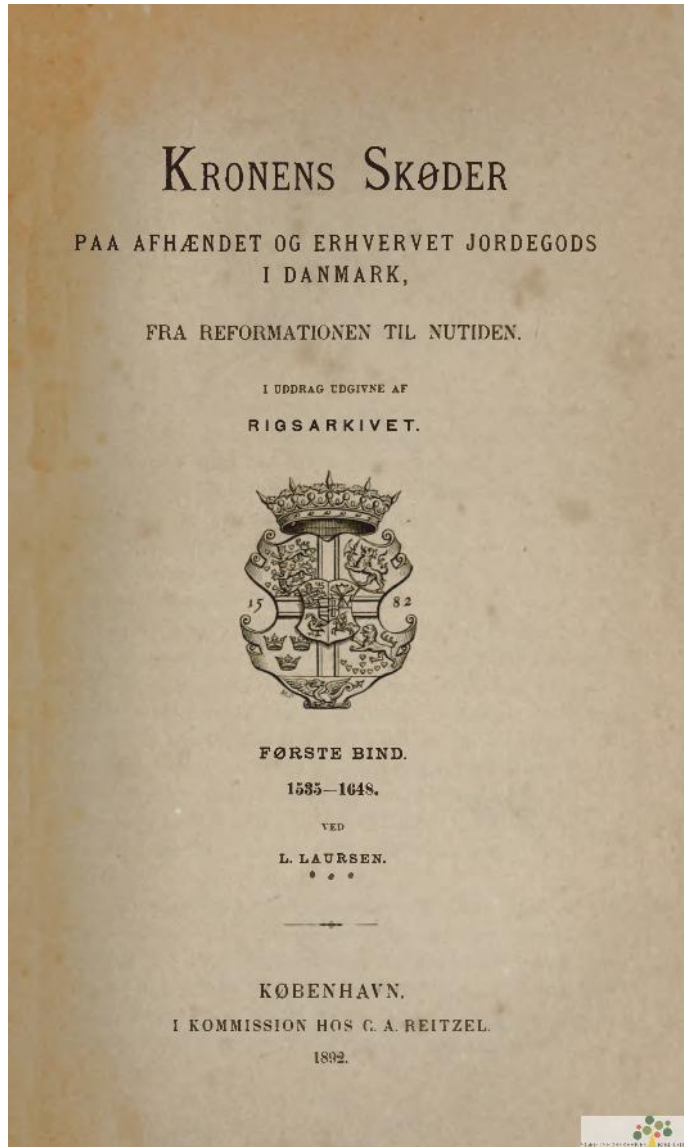 KRONENS SKØDER
PAA AFHÆNDET OG ERHVERVET JORDEGODS
I DANMARK,
FRA REFORMATIONEN TIL NUTIDEN.
I UDDRAG UDGIVNE AF
RIGSARKIVET.
15 82
FØRSTE BIND.
1535—1648.
VED
L. LAURSEN.
KØBENHAVN.
I KOMMISSION HOS C. A. REITZEL.
1892.